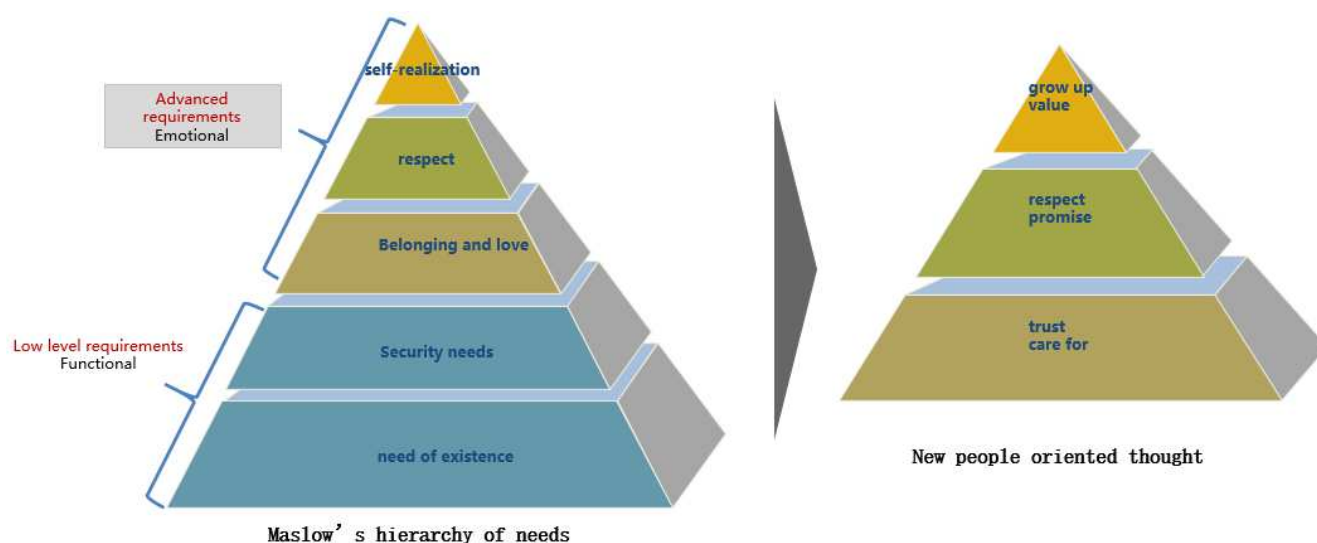 self-realization
Advanced
requirements
Emotional
respect
Belonging and love
Low level requirements
Functional
Security needs
need of existence
Maslow's hierarchy of needs
grow up
value
respect
promise
trust
care for
New people oriented thought